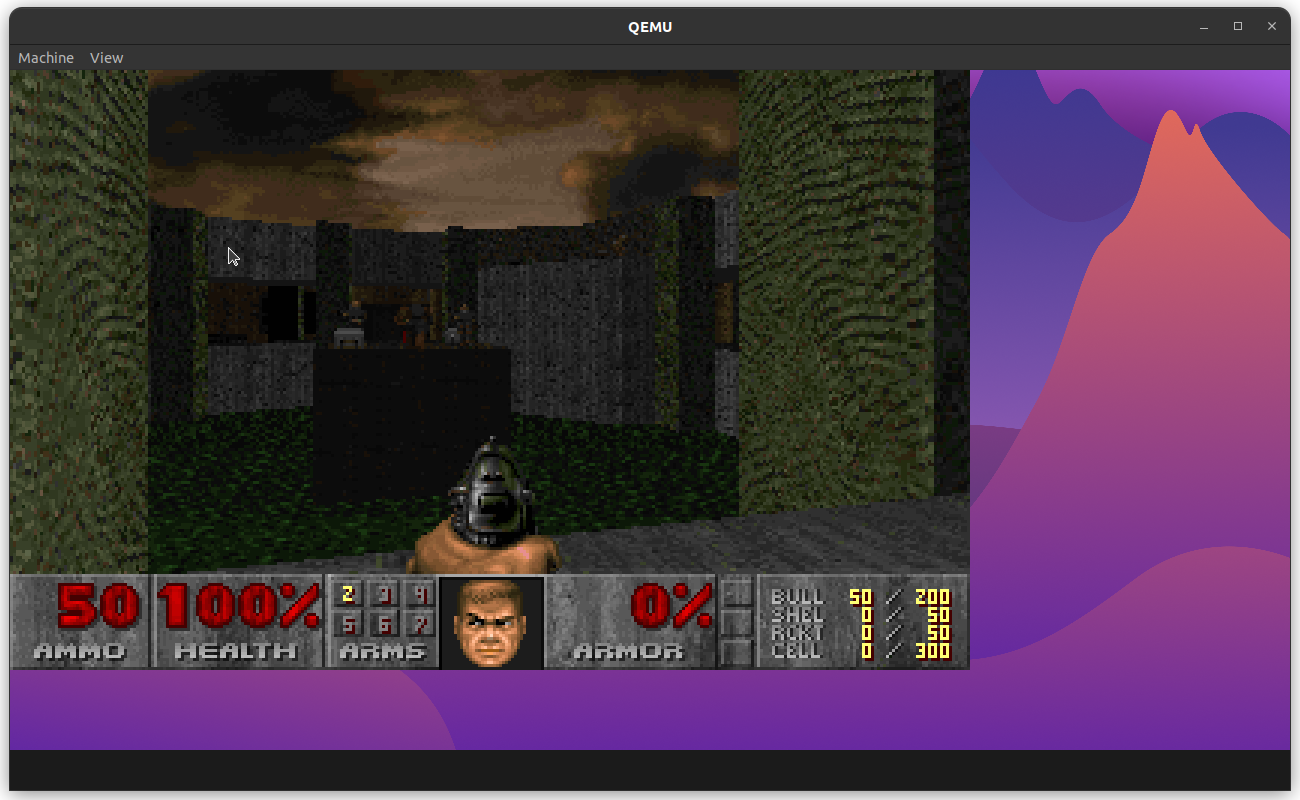 QEMU
Machine View
50 100% 2 3 4 0% BULL 50 / 200
5 6 7 SHEL 0 / 50
RCKT 0 / 50
AMMO HEALTH ARMS ARMOR CELL 0 / 300